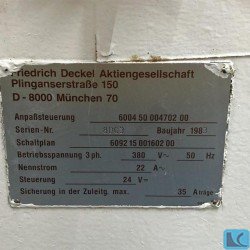 Friedrich Deckel Aktiengesellschaft
Plinganserstraße 150
D-8000 München 70
Anpaßsteuerung 6004 50 004702 00
Serien-Nr. Baujahr 198
Schaltplan 6092 15 001602 00
Betriebsspannung 3 ph. 380 V~ 50 Hz
Nennstrom 22 A~
Steuerung 24 V-
Sicherung in der Zuleitg. max. 35 A träge
LC